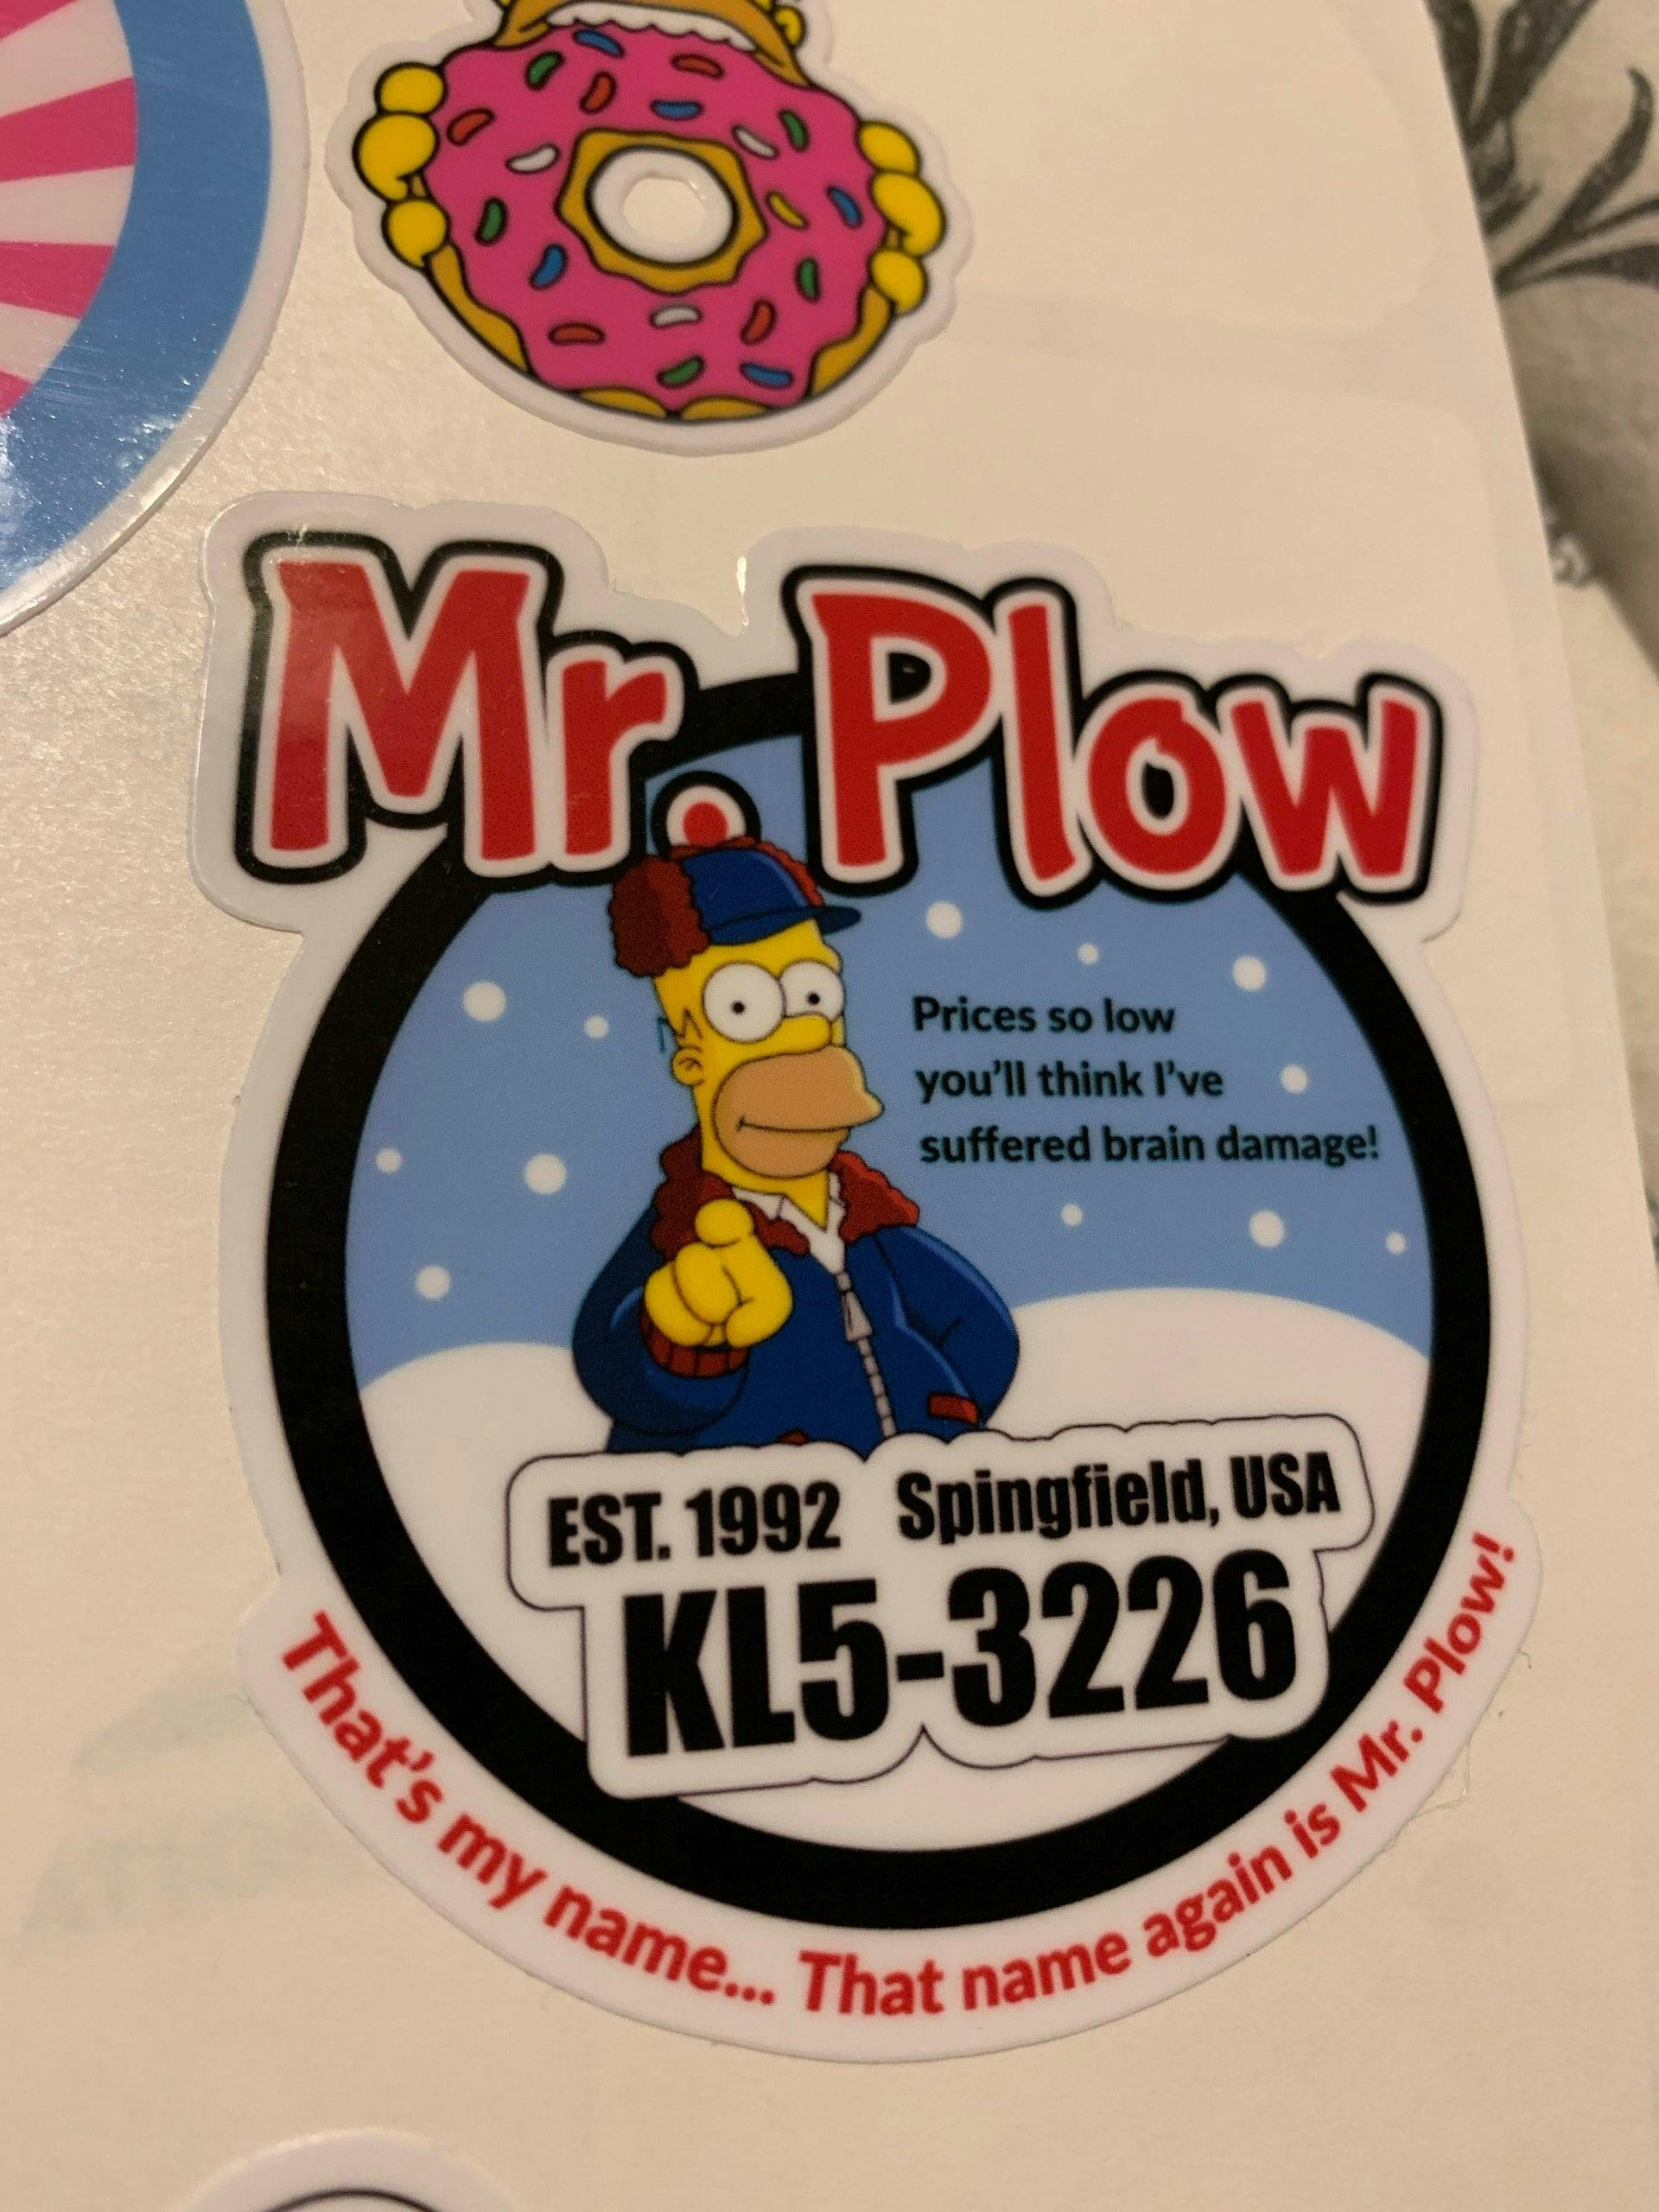 Mr. Plow
Prices so low
you'll think I've
suffered brain damage!
EST. 1992 Spingfield, USA
KL5-3226
That's my name... That name again is Mr. Plow!